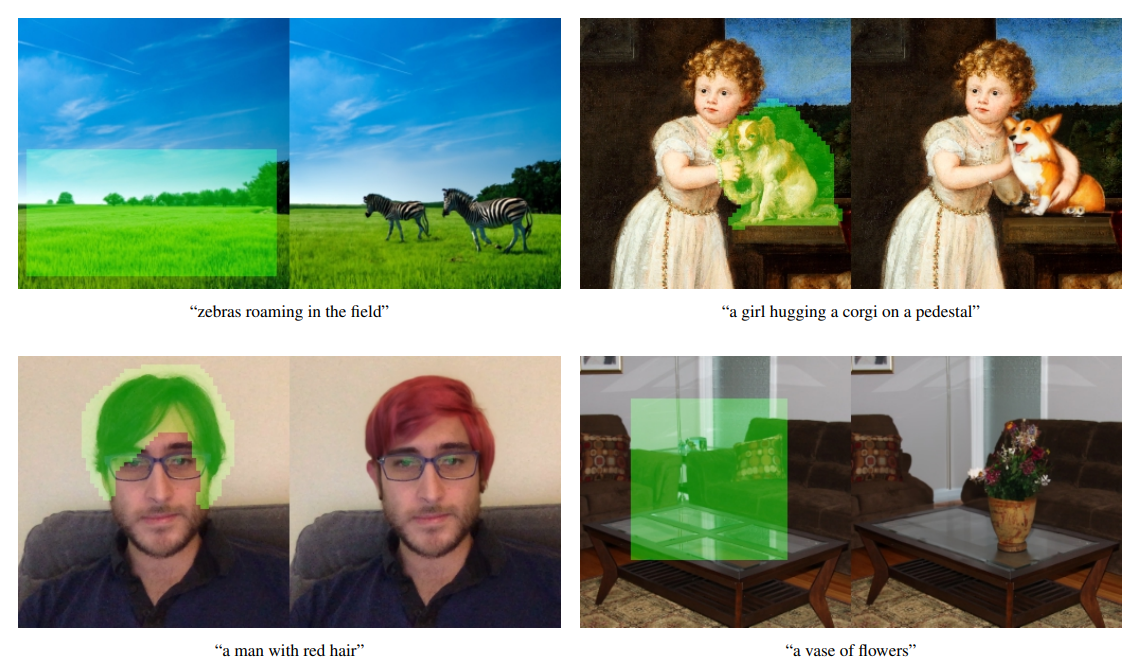 “zebras roaming in the field”
“a girl hugging a corgi on a pedestal”
“a man with red hair”
“a vase of flowers”